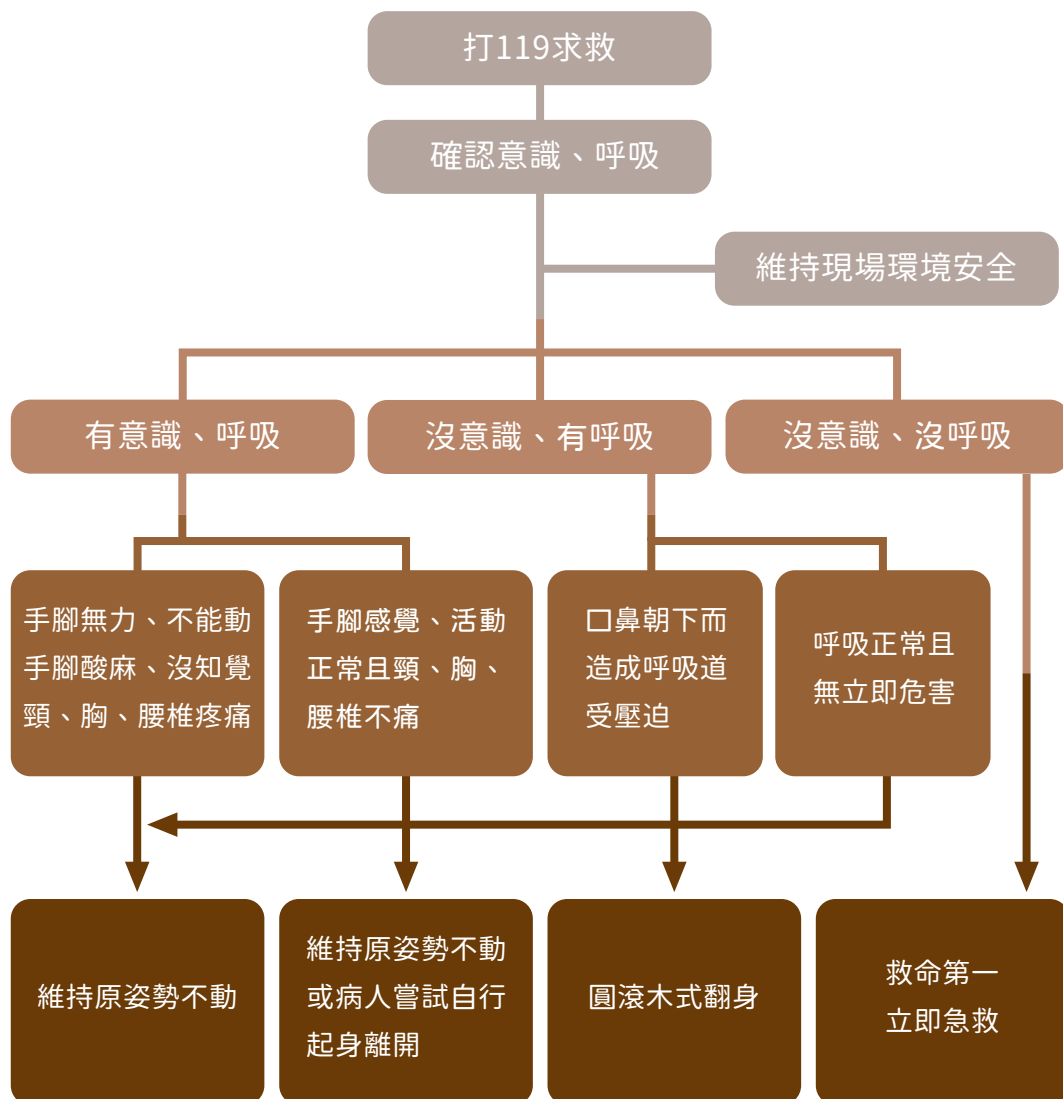 打119求救
確認意識、呼吸
維持現場環境安全
有意識、呼吸
沒意識、有呼吸
沒意識、沒呼吸
手腳無力、不能動
手腳酸麻、沒知覺
頸、胸、腰椎疼痛
手腳感覺、活動
正常且頸、胸、
腰椎不痛
口鼻朝下而
造成呼吸道
受壓迫
呼吸正常且
無立即危害
維持原姿勢不動
維持原姿勢不動
或病人嘗試自行
起身離開
圓滾木式翻身
救命第一
立即急救